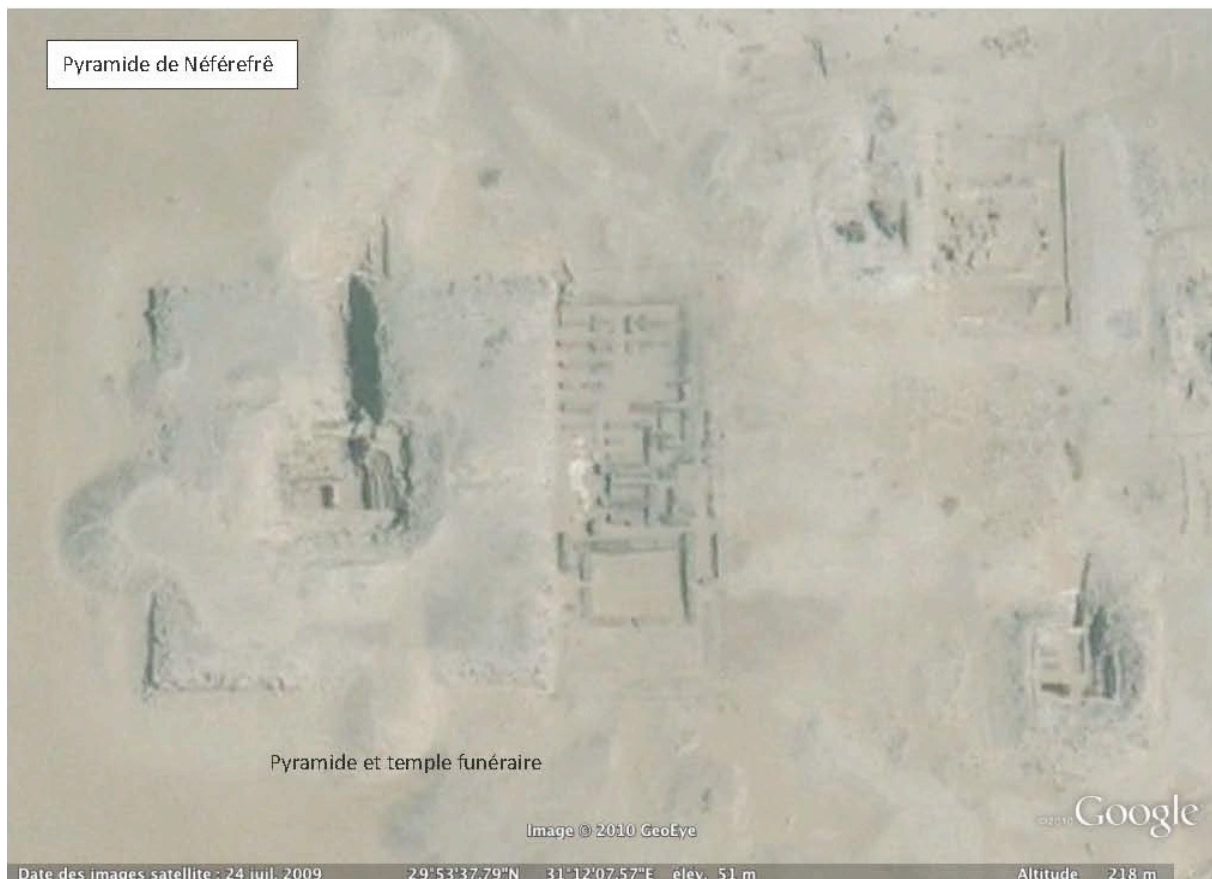 Pyramide de Néférefrê
Pyramide et temple funéraire
Image © 2010 GeoEye
©2010 Google
Date des images satellite : 24 juil. 2009 29°53'37.79"N 31°12'07.57"E élév. 51 m Altitude 218 m